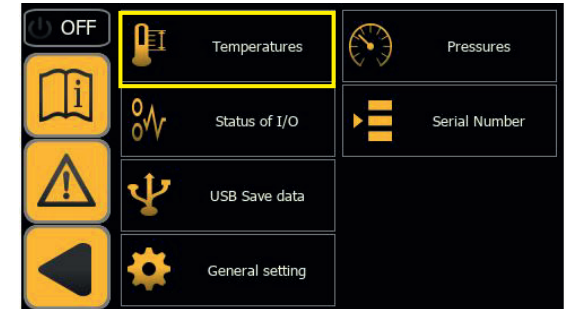 OFF
Temperatures
Pressures
i
Status of I/O
Serial Number
USB Save data
General setting